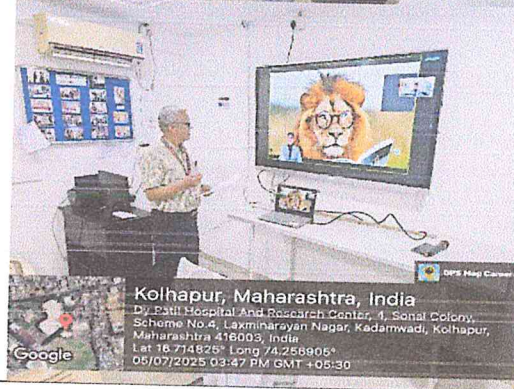 GPS Map Camera
Kolhapur, Maharashtra, India
Dy Patil Hospital And Research Center, 4, Sonal Colony,
Scheme No.4, Laxminarayan Nagar, Kadamwadi, Kolhapur,
Maharashtra 416003, India
Lat 16.714825° Long 74.256905°
05/07/2025 03:47 PM GMT +05:30
Google